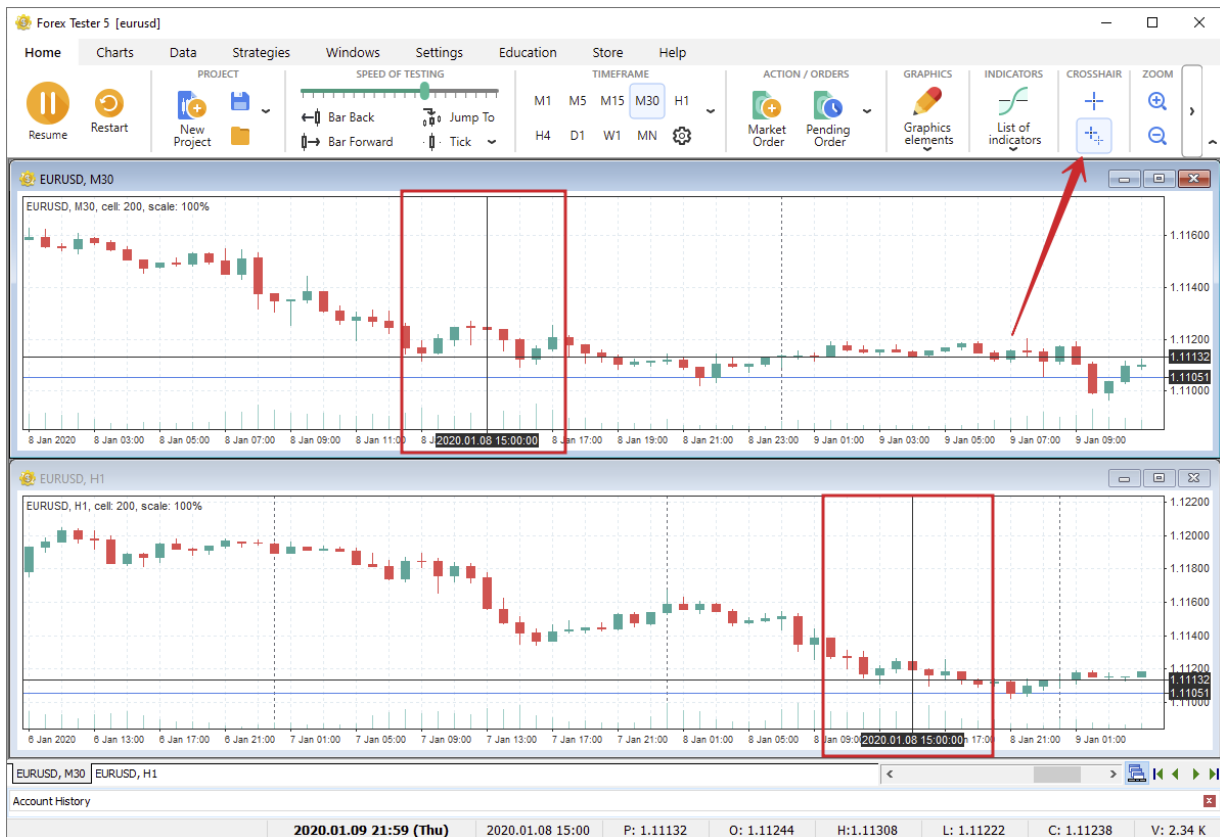 Forex Tester 5 [eurusd]
Home Charts Data Strategies Windows Settings Education Store Help
PROJECT SPEED OF TESTING TIMEFRAME ACTION / ORDERS GRAPHICS INDICATORS CROSSHAIR ZOOM
Resume
Restart
New
Project
Bar Back
Jump To
Bar Forward
Tick
M1 M5 M15 M30 H1
H4 D1 W1 MN
Market
Order
Pending
Order
Graphics
elements
List of
indicators
EURUSD, M30
EURUSD, M30, cell: 200, scale: 100%
1.11600
1.11400
1.11200
1.11132
1.11051
1.11000
8 Jan 2020 8 Jan 03:00 8 Jan 05:00 8 Jan 07:00 8 Jan 09:00 8 Jan 11:00 8 J 2020.01.08 15:00:00 8 Jan 17:00 8 Jan 19:00 8 Jan 21:00 8 Jan 23:00 9 Jan 01:00 9 Jan 03:00 9 Jan 05:00 9 Jan 07:00 9 Jan 09:00
EURUSD, H1
EURUSD, H1, cell: 200, scale: 100%
1.12200
1.12000
1.11800
1.11600
1.11400
1.11200
1.11132
1.11051
1.11000
6 Jan 2020 6 Jan 13:00 6 Jan 17:00 6 Jan 21:00 7 Jan 01:00 7 Jan 05:00 7 Jan 09:00 7 Jan 13:00 7 Jan 17:00 7 Jan 21:00 8 Jan 01:00 8 Jan 05:00 8 Jan 09:0 2020.01.08 15:00:00 n 17:00 8 Jan 21:00 9 Jan 01:00
EURUSD, M30 EURUSD, H1
Account History
2020.01.09 21:59 (Thu) 2020.01.08 15:00 P: 1.11132 O: 1.11244 H:1.11308 L: 1.11222 C: 1.11238 V: 2.34 K